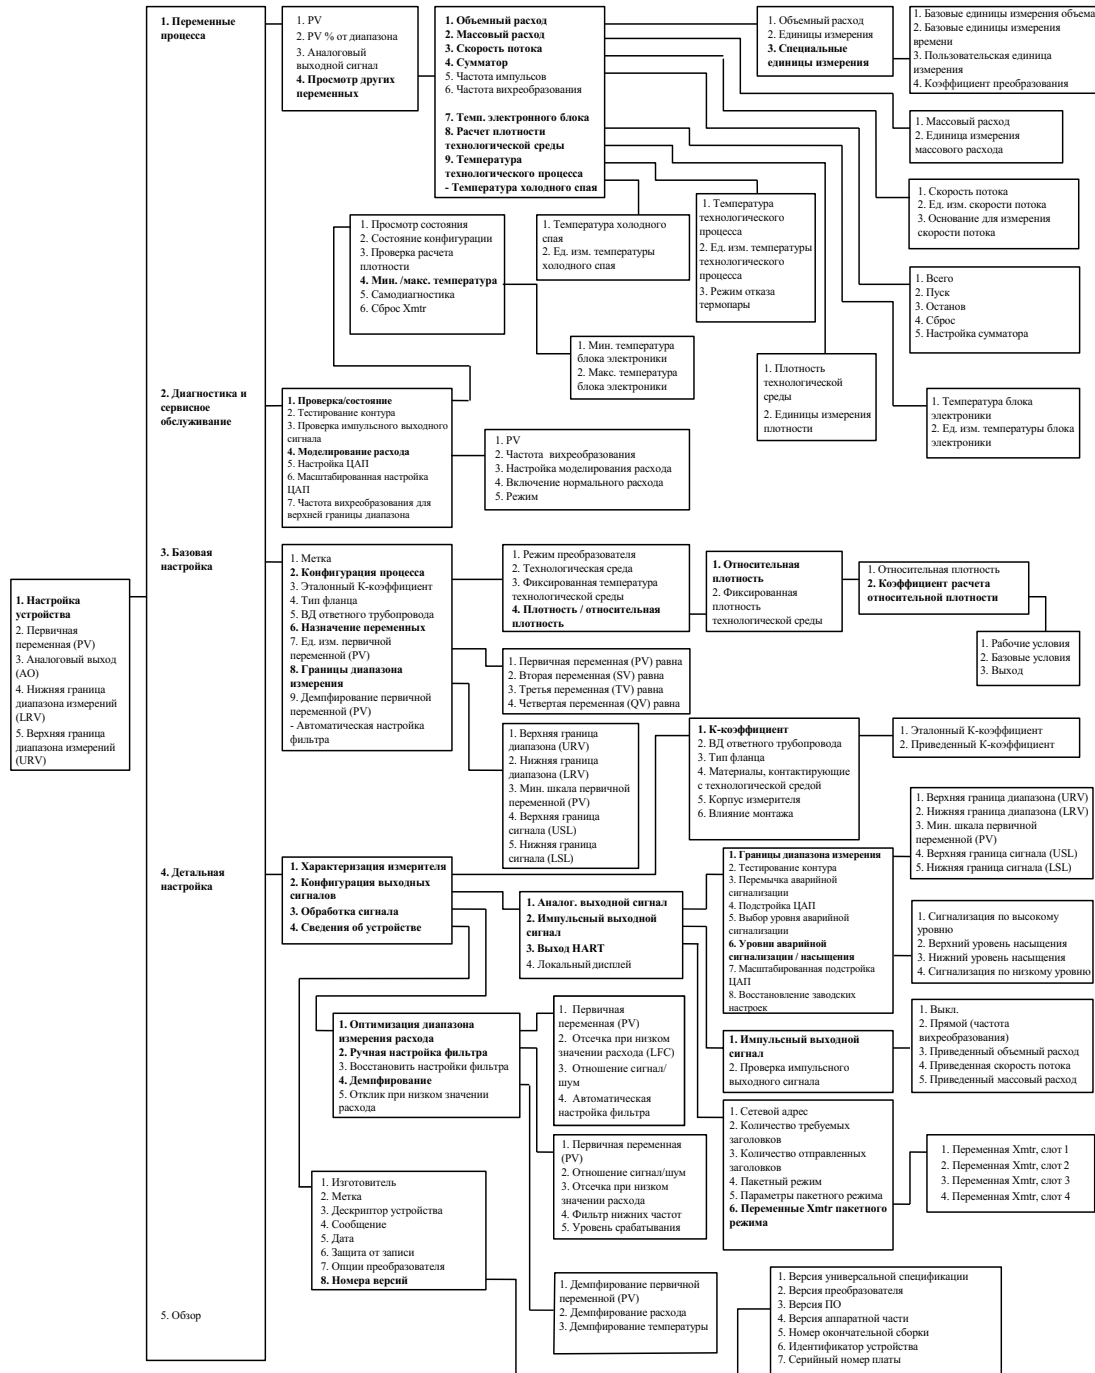 1. Настройка
устройства
2. Первичная
переменная (PV)
3. Аналоговый выход
(AO)
4. Нижняя граница
диапазона измерений
(LRV)
5. Верхняя граница
диапазона измерений
(URV)
1. Переменные
процесса
2. Диагностика и
сервисное
обслуживание
3. Базовая
настройка
4. Детальная
настройка
5. Обзор
1. PV
2. PV % от диапазона
3. Аналоговый
выходной сигнал
4. Просмотр других
переменных
1. Объемный расход
2. Массовый расход
3. Скорость потока
4. Сумматор
5. Частота импульсов
6. Частота вихреобразования
7. Темп. электронного блока
8. Расчет плотности
технологической среды
9. Температура
технологического процесса
- Температура холодного спая
1. Объемный расход
2. Единицы измерения
3. Специальные
единицы измерения
1. Базовые единицы измерения объема
2. Базовые единицы измерения
времени
3. Пользовательская единица
измерения
4. Коэффициент преобразования
1. Массовый расход
2. Единица измерения
массового расхода
1. Скорость потока
2. Ед. изм. скорости потока
3. Основание для измерения
скорости потока
1. Всего
2. Пуск
3. Останов
4. Сброс
5. Настройка сумматора
1. Температура блока
электроники
2. Ед. изм. температуры блока
электроники
1. Плотность
технологической
среды
2. Единицы измерения
плотности
1. Температура
технологического
процесса
2. Ед. изм. температуры
технологического
процесса
3. Режим отказа
термопары
1. Температура холодного
спая
2. Ед. изм. температуры
холодного спая
1. Просмотр состояния
2. Состояние конфигурации
3. Проверка расчета
плотности
4. Мин. /макс. температура
5. Самодиагностика
6. Сброс Xmtr
1. Мин. температура
блока электроники
2. Макс. температура
блока электроники
1. Проверка/состояние
2. Тестирование контура
3. Проверка импульсного выходного
сигнала
4. Моделирование расхода
5. Настройка ЦАП
6. Масштабированная настройка
ЦАП
7. Частота вихреобразования для
верхней границы диапазона
1. PV
2. Частота вихреобразования
3. Настройка моделирования расхода
4. Включение нормального расхода
5. Режим
1. Метка
2. Конфигурация процесса
3. Эталонный К-коэффициент
4. Тип фланца
5. ВД ответного трубопровода
6. Назначение переменных
7. Ед. изм. первичной
переменной (PV)
8. Границы диапазона
измерения
9. Демпфирование первичной
переменной (PV)
- Автоматическая настройка
фильтра
1. Режим преобразователя
2. Технологическая среда
3. Фиксированная температура
технологической среды
4. Плотность / относительная
плотность
1. Относительная
плотность
2. Фиксированная
плотность
технологической среды
1. Относительная плотность
2. Коэффициент расчета
относительной плотности
1. Рабочие условия
2. Базовые условия
3. Выход
1. Первичная переменная (PV) равна
2. Вторая переменная (SV) равна
3. Третья переменная (TV) равна
4. Четвертая переменная (QV) равна
1. Верхняя граница
диапазона (URV)
2. Нижняя граница
диапазона (LRV)
3. Мин. шкала первичной
переменной (PV)
4. Верхняя граница
сигнала (USL)
5. Нижняя граница
сигнала (LSL)
1. Характеризация измерителя
2. Конфигурация выходных
сигналов
3. Обработка сигнала
4. Сведения об устройстве
1. К-коэффициент
2. ВД ответного трубопровода
3. Тип фланца
4. Материалы, контактирующие
с технологической средой
5. Корпус измерителя
6. Влияние монтажа
1. Эталонный К-коэффициент
2. Приведенный К-коэффициент
1. Аналог. выходной сигнал
2. Импульсный выходной
сигнал
3. Выход HART
4. Локальный дисплей
1. Границы диапазона измерения
2. Тестирование контура
3. Перемычка аварийной
сигнализации
4. Подстройка ЦАП
5. Выбор уровня аварийной
сигнализации
6. Уровни аварийной
сигнализации / насыщения
7. Масштабированная подстройка
ЦАП
8. Восстановление заводских
настроек
1. Верхняя граница диапазона (URV)
2. Нижняя граница диапазона (LRV)
3. Мин. шкала первичной
переменной (PV)
4. Верхняя граница сигнала (USL)
5. Нижняя граница сигнала (LSL)
1. Сигнализация по высокому
уровню
2. Верхний уровень насыщения
3. Нижний уровень насыщения
4. Сигнализация по низкому уровню
1. Импульсный выходной
сигнал
2. Проверка импульсного
выходного сигнала
1. Выкл.
2. Прямой (частота
вихреобразования)
3. Приведенный объемный расход
4. Приведенная скорость потока
5. Приведенный массовый расход
1. Сетевой адрес
2. Количество требуемых
заголовков
3. Количество отправленных
заголовков
4. Пакетный режим
5. Параметры пакетного режима
6. Переменные Xmtr пакетного
режима
1. Переменная Xmtr, слот 1
2. Переменная Xmtr, слот 2
3. Переменная Xmtr, слот 3
4. Переменная Xmtr, слот 4
1. Оптимизация диапазона
измерения расхода
2. Ручная настройка фильтра
3. Восстановить настройки фильтра
4. Демпфирование
5. Отклик при низком значении
расхода
1. Первичная
переменная (PV)
2. Отсечка при низком
значении расхода (LFC)
3. Отношение сигнал/
шум
4. Автоматическая
настройка фильтра
1. Первичная переменная
(PV)
2. Отношение сигнал/шум
3. Отсечка при низком
значении расхода
4. Фильтр нижних частот
5. Уровень срабатывания
1. Демпфирование первичной
переменной (PV)
2. Демпфирование расхода
3. Демпфирование температуры
1. Изготовитель
2. Метка
3. Дескриптор устройства
4. Сообщение
5. Дата
6. Защита от записи
7. Опции преобразователя
8. Номера версий
1. Версия универсальной спецификации
2. Версия преобразователя
3. Версия ПО
4. Версия аппаратной части
5. Номер окончательной сборки
6. Идентификатор устройства
7. Серийный номер платы